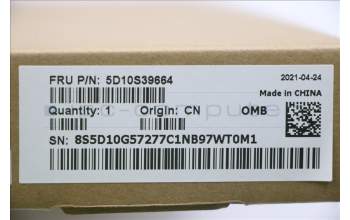 FRU P/N: 5D10S39664
2021-04-24
Made in CHINA
Quantity: 1 Origin: CN OMB
SN: 8S5D10G57277C1NB97WT0M1